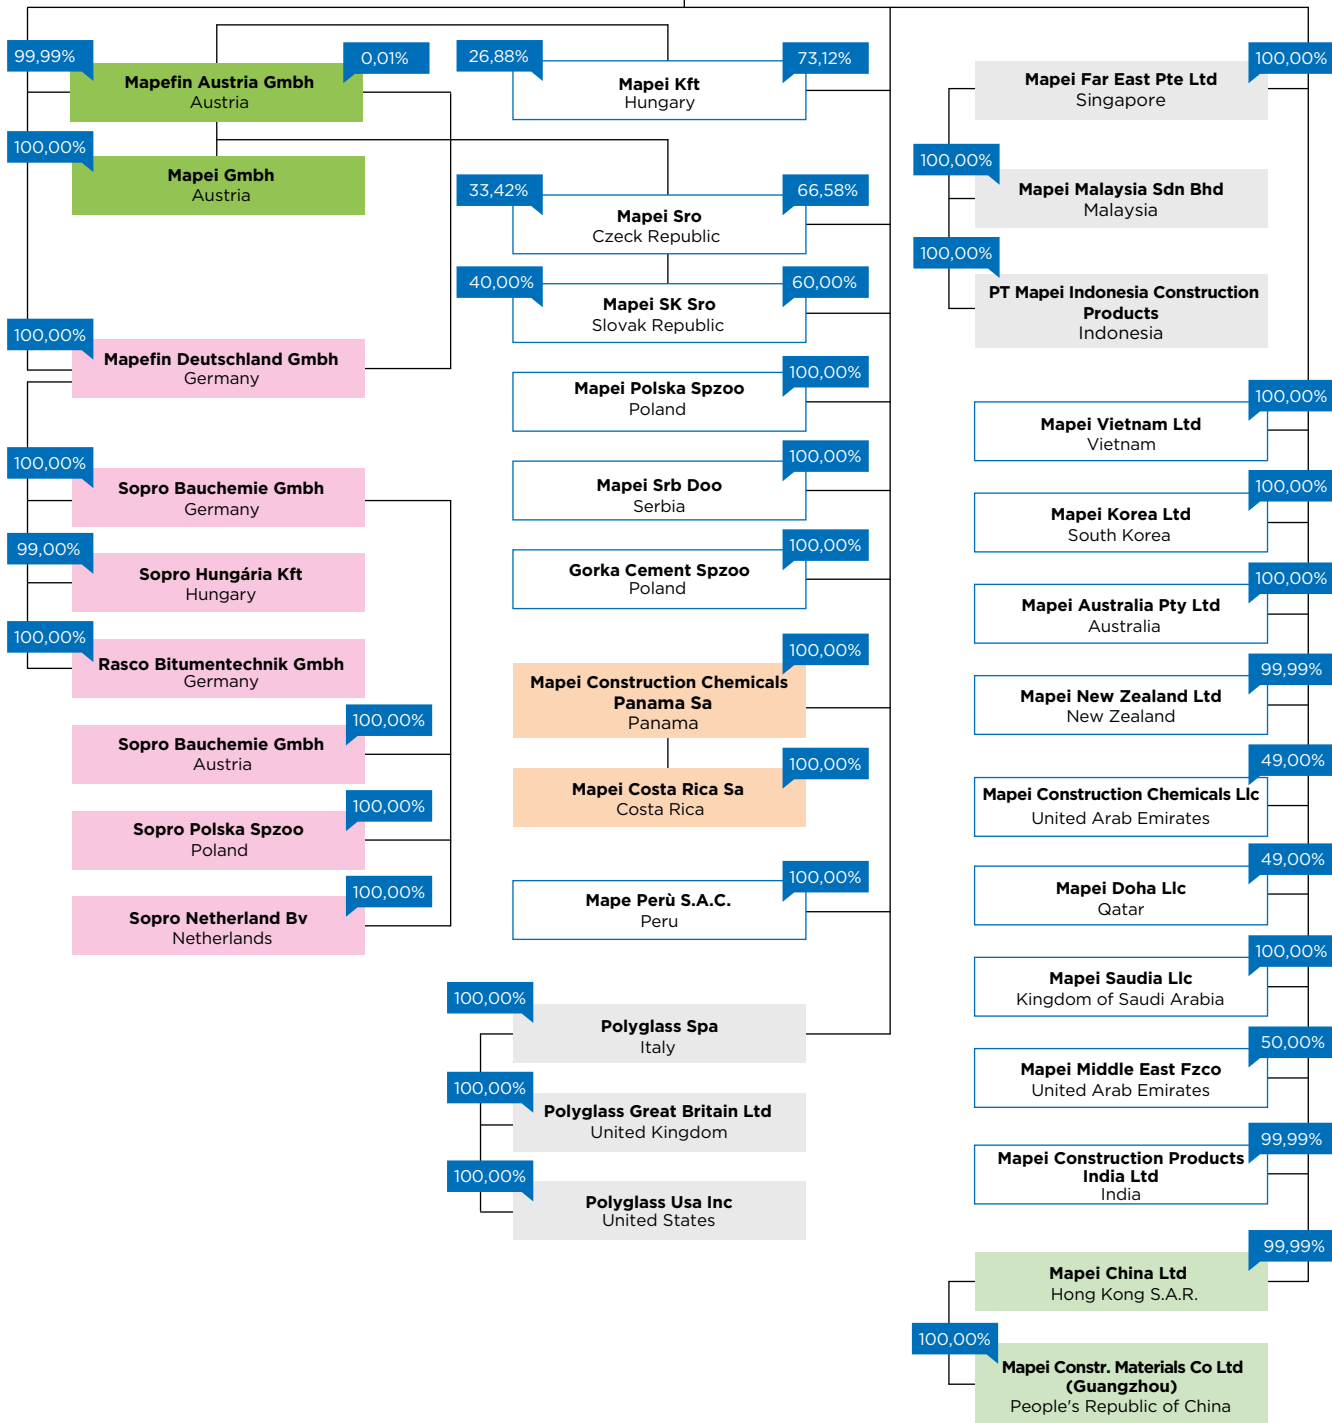 99,99%
0,01%
Mapefin Austria Gmbh
Austria
100,00%
Mapei Gmbh
Austria
100,00%
Mapefin Deutschland Gmbh
Germany
100,00%
Sopro Bauchemie Gmbh
Germany
99,00%
Sopro Hungária Kft
Hungary
100,00%
Rasco Bitumentechnik Gmbh
Germany
100,00%
Sopro Bauchemie Gmbh
Austria
100,00%
Sopro Polska Spzoo
Poland
100,00%
Sopro Netherland Bv
Netherlands
26,88%
73,12%
Mapei Kft
Hungary
33,42%
66,58%
Mapei Sro
Czeck Republic
40,00%
60,00%
Mapei SK Sro
Slovak Republic
100,00%
Mapei Polska Spzoo
Poland
100,00%
Mapei Srb Doo
Serbia
100,00%
Gorka Cement Spzoo
Poland
100,00%
Mapei Construction Chemicals
Panama Sa
Panama
100,00%
Mapei Costa Rica Sa
Costa Rica
100,00%
Mape Perù S.A.C.
Peru
100,00%
Polyglass Spa
Italy
100,00%
Polyglass Great Britain Ltd
United Kingdom
100,00%
Polyglass Usa Inc
United States
100,00%
Mapei Far East Pte Ltd
Singapore
100,00%
Mapei Malaysia Sdn Bhd
Malaysia
100,00%
PT Mapei Indonesia Construction
Products
Indonesia
100,00%
Mapei Vietnam Ltd
Vietnam
100,00%
Mapei Korea Ltd
South Korea
100,00%
Mapei Australia Pty Ltd
Australia
99,99%
Mapei New Zealand Ltd
New Zealand
49,00%
Mapei Construction Chemicals Llc
United Arab Emirates
49,00%
Mapei Doha Llc
Qatar
100,00%
Mapei Saudia Llc
Kingdom of Saudi Arabia
50,00%
Mapei Middle East Fzco
United Arab Emirates
99,99%
Mapei Construction Products
India Ltd
India
99,99%
Mapei China Ltd
Hong Kong S.A.R.
100,00%
Mapei Constr. Materials Co Ltd
(Guangzhou)
People's Republic of China